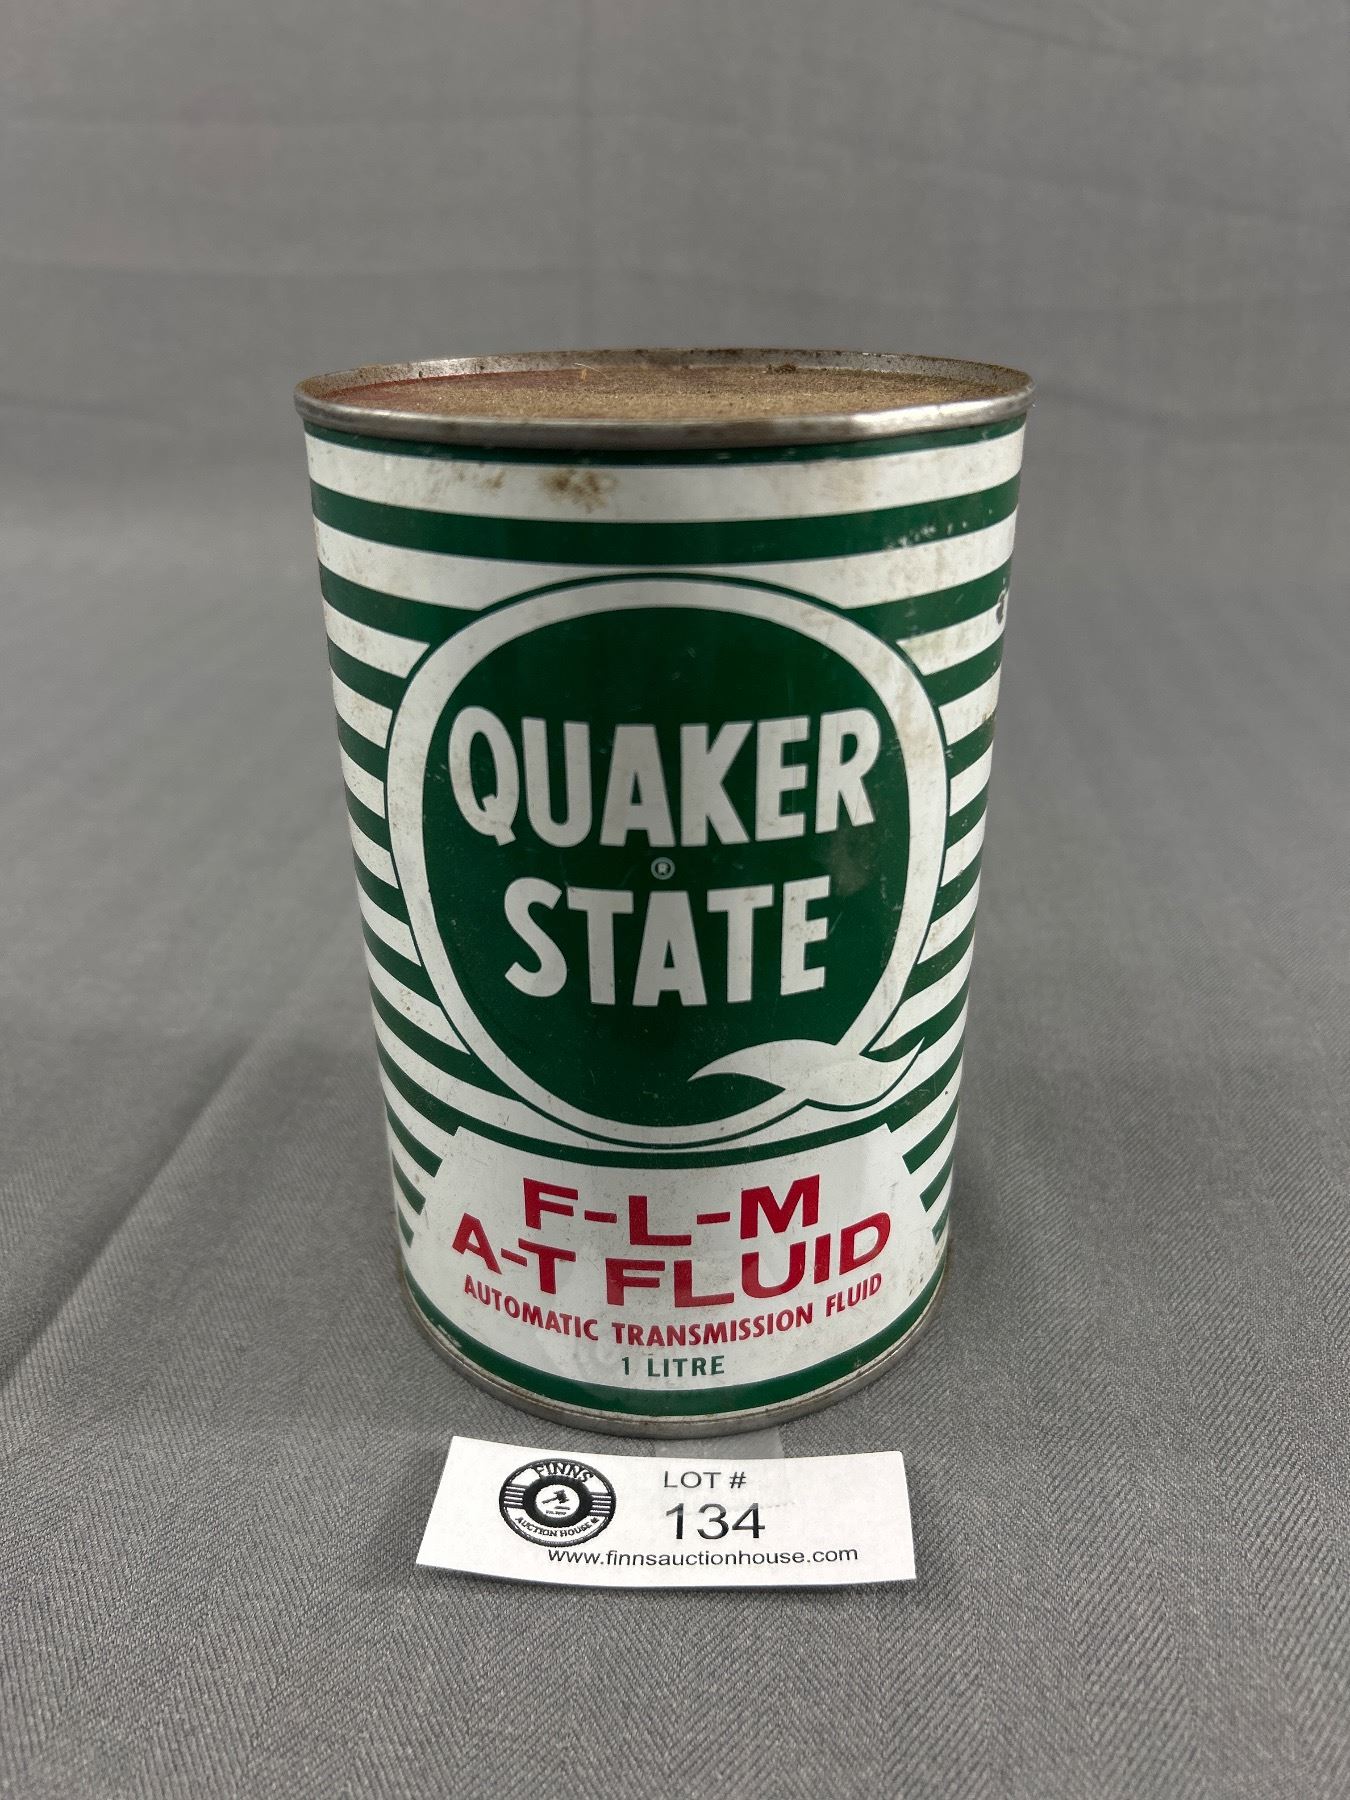 QUAKER
®
STATE
F-L-M
A-T FLUID
AUTOMATIC TRANSMISSION FLUID
1 LITRE
FINNS
AUCTION HOUSE
LOT #
134
www.finnsauctionhouse.com